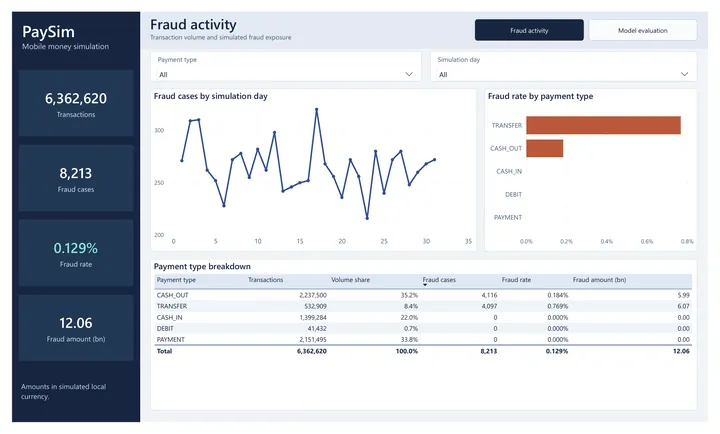 PaySim
Mobile money simulation
6,362,620
Transactions
8,213
Fraud cases
0.129%
Fraud rate
12.06
Fraud amount (bn)
Amounts in simulated local
currency.
Fraud activity
Transaction volume and simulated fraud exposure
Fraud activity
Model evaluation
Payment type
All
Simulation day
All
Fraud cases by simulation day
300
250
200
0 5 10 15 20 25 30 35
Fraud rate by payment type
TRANSFER
CASH_OUT
CASH_IN
DEBIT
PAYMENT
0.0% 0.2% 0.4% 0.6% 0.8%
Payment type breakdown
Payment type Transactions Volume share Fraud cases Fraud rate Fraud amount (bn)
CASH_OUT 2,237,500 35.2% 4,116 0.184% 5.99
TRANSFER 532,909 8.4% 4,097 0.769% 6.07
CASH_IN 1,399,284 22.0% 0 0.000% 0.00
DEBIT 41,432 0.7% 0 0.000% 0.00
PAYMENT 2,151,495 33.8% 0 0.000% 0.00
Total 6,362,620 100.0% 8,213 0.129% 12.06